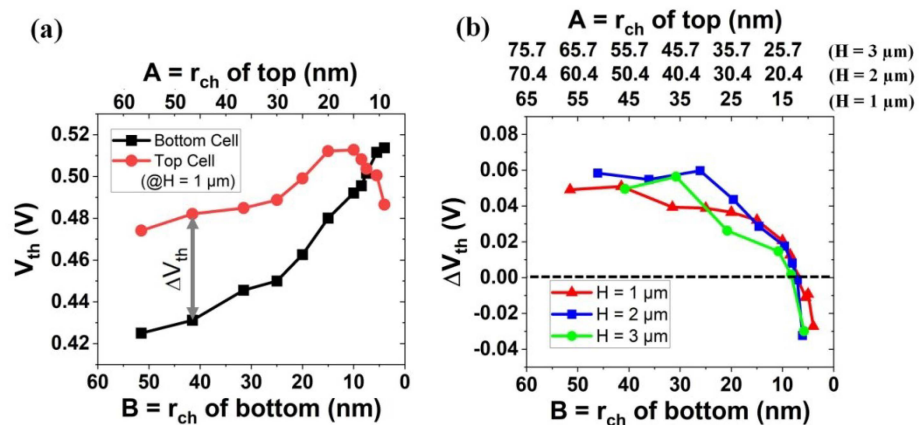 (a)
A = r_ch of top (nm)
60 50 40 30 20 10
0.52
0.50
0.48
0.46
0.44
0.42
V_th (V)
Bottom Cell
Top Cell
(@H = 1 μm)
ΔV_th
60 50 40 30 20 10 0
B = r_ch of bottom (nm)
(b)
A = r_ch of top (nm)
75.7 65.7 55.7 45.7 35.7 25.7 (H = 3 μm)
70.4 60.4 50.4 40.4 30.4 20.4 (H = 2 μm)
65 55 45 35 25 15 (H = 1 μm)
0.08
0.06
0.04
0.02
0.00
-0.02
-0.04
ΔV_th (V)
H = 1 μm
H = 2 μm
H = 3 μm
60 50 40 30 20 10 0
B = r_ch of bottom (nm)